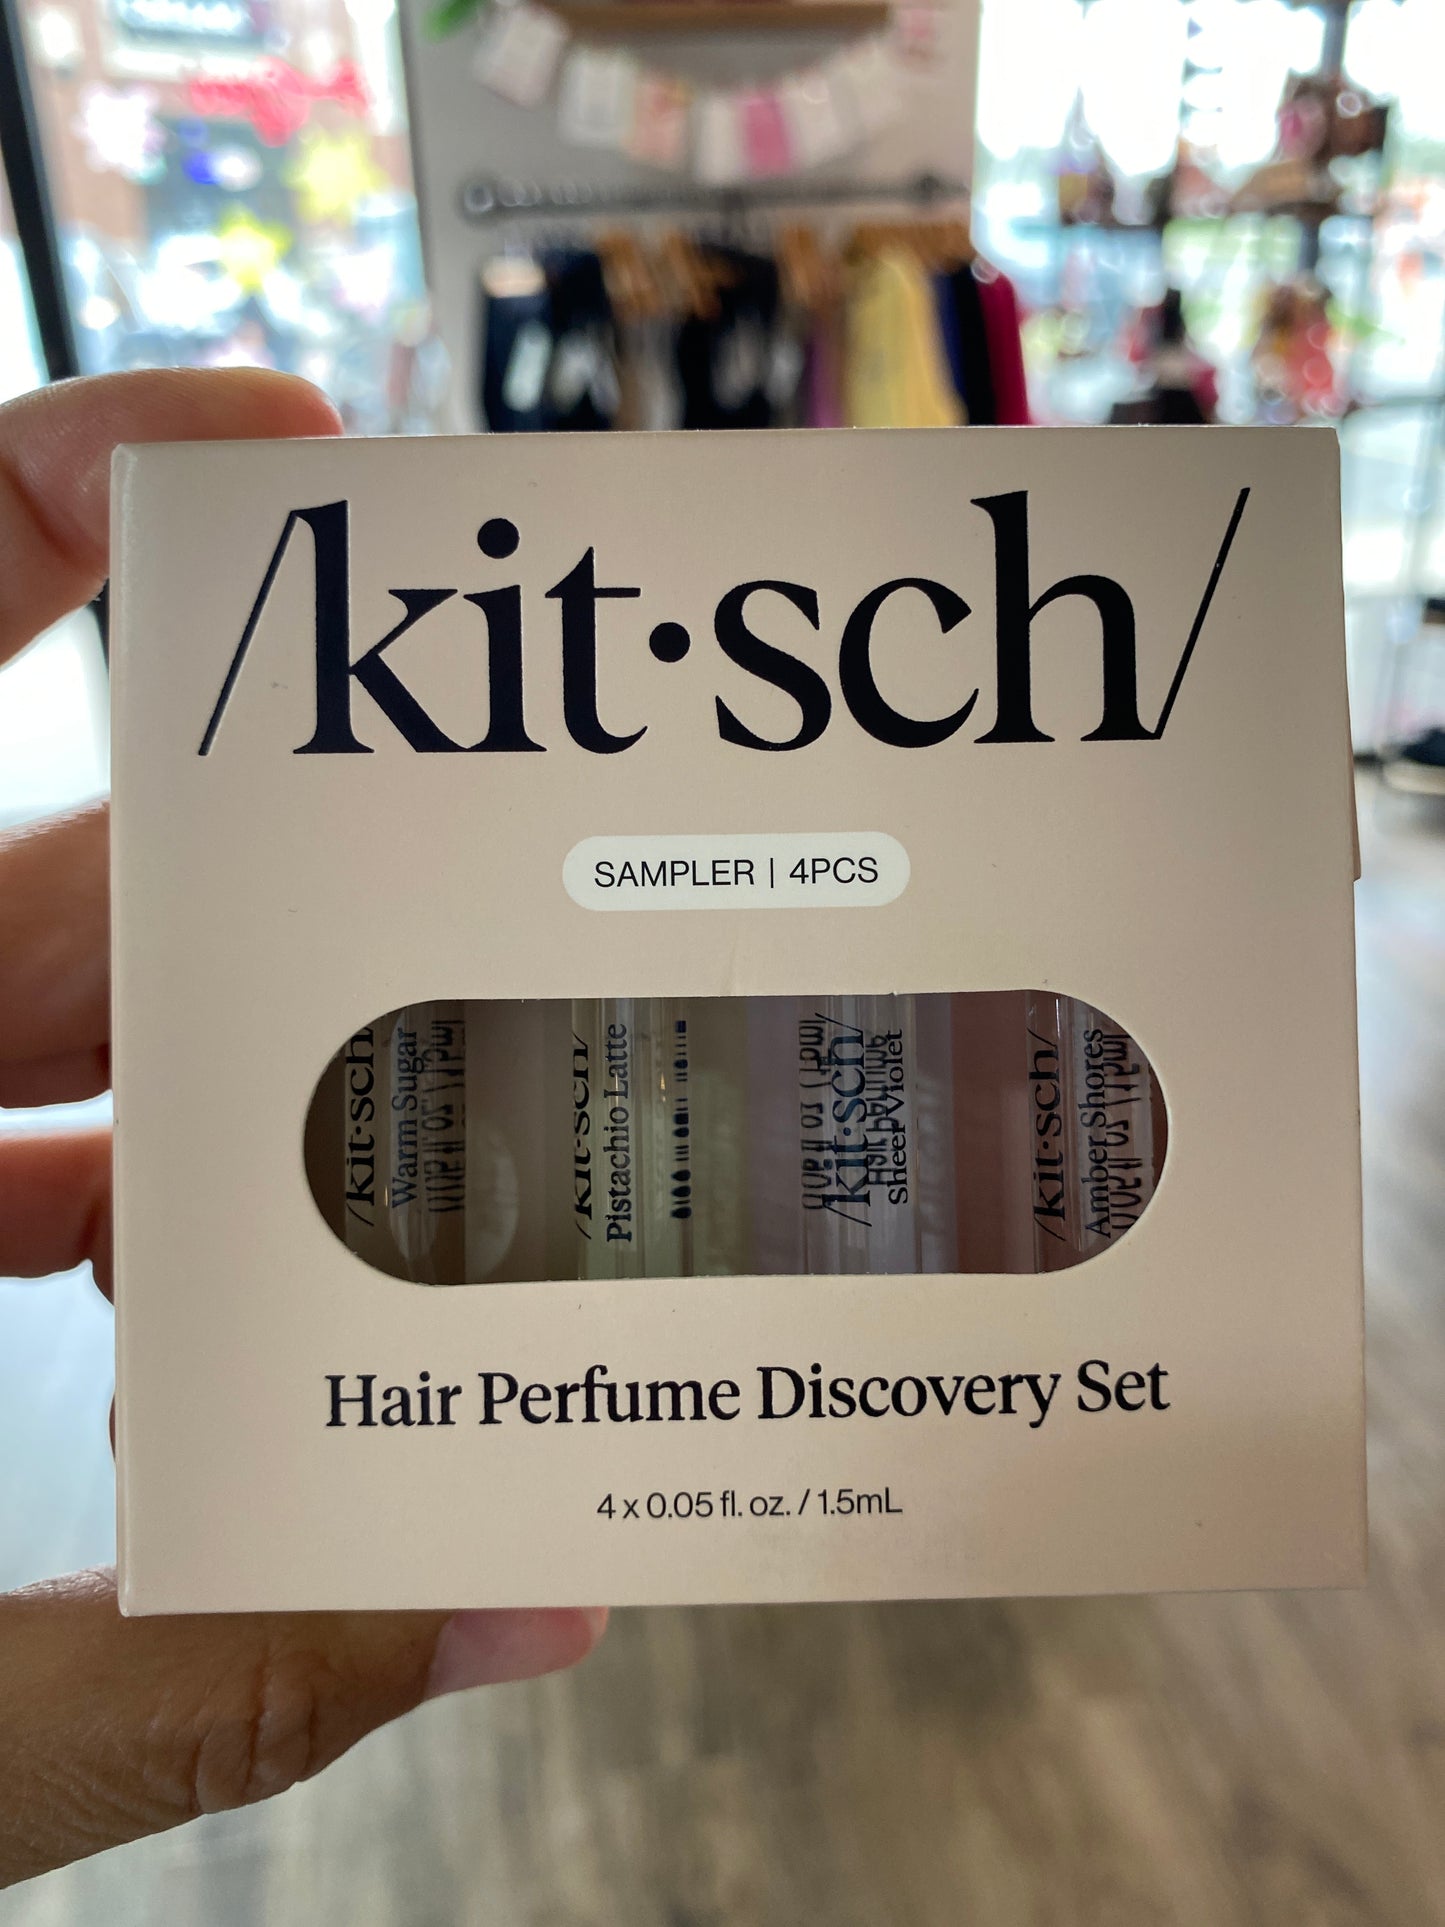 /kit·sch/
SAMPLER | 4PCS
/kit·sch
Warm Sugar
/kit·sch/
Pistachio Latte
/kit·sch/
Sheer Violet
/kit·sch/
Amber Shores
Hair Perfume Discovery Set
4 x 0.05 fl. oz. / 1.5mL